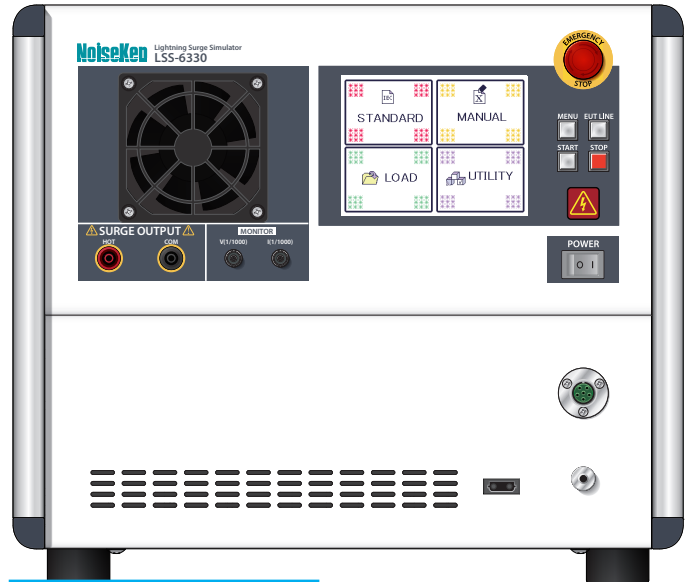 NoiseKen Lightning Surge Simulator
LSS-6330
EMERGENCY
STOP
IEC
STANDARD
X
MANUAL
LOAD
UTILITY
MENU EUT LINE
START STOP
SURGE OUTPUT
HOT COM
MONITOR
V(1/1000) I(1/1000)
POWER
O I